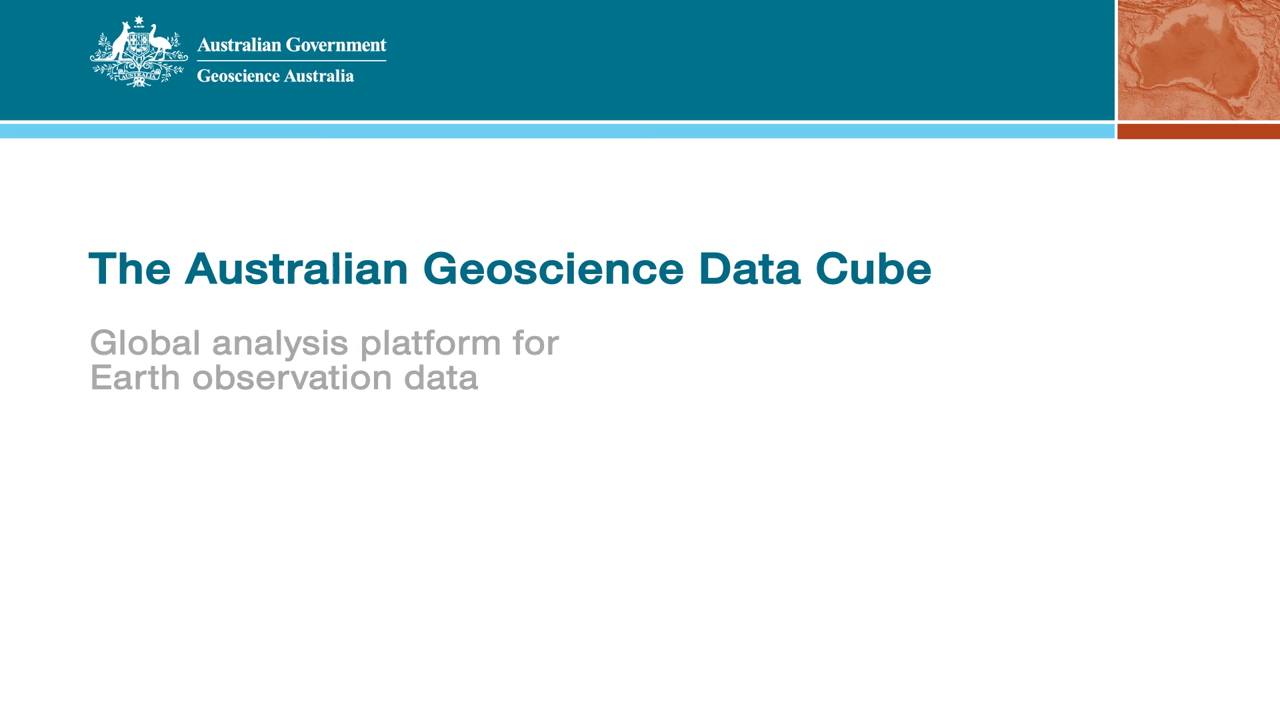 Australian Government
Geoscience Australia
The Australian Geoscience Data Cube
Global analysis platform for
Earth observation data